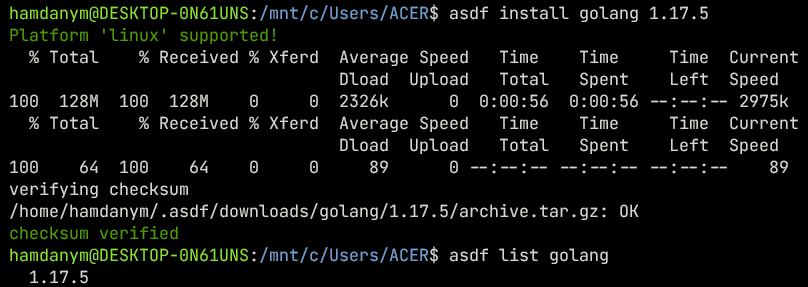 hamdanym@DESKTOP-0N61UNS:/mnt/c/Users/ACER$ asdf install golang 1.17.5
Platform 'linux' supported!
  % Total    % Received % Xferd  Average Speed   Time    Time     Time  Current
                                 Dload  Upload   Total   Spent    Left  Speed
100  128M  100  128M    0     0  2326k      0  0:00:56  0:00:56 --:--:-- 2975k
  % Total    % Received % Xferd  Average Speed   Time    Time     Time  Current
                                 Dload  Upload   Total   Spent    Left  Speed
100    64  100    64    0     0     89      0 --:--:-- --:--:-- --:--:--    89
verifying checksum
/home/hamdanym/.asdf/downloads/golang/1.17.5/archive.tar.gz: OK
checksum verified
hamdanym@DESKTOP-0N61UNS:/mnt/c/Users/ACER$ asdf list golang
  1.17.5